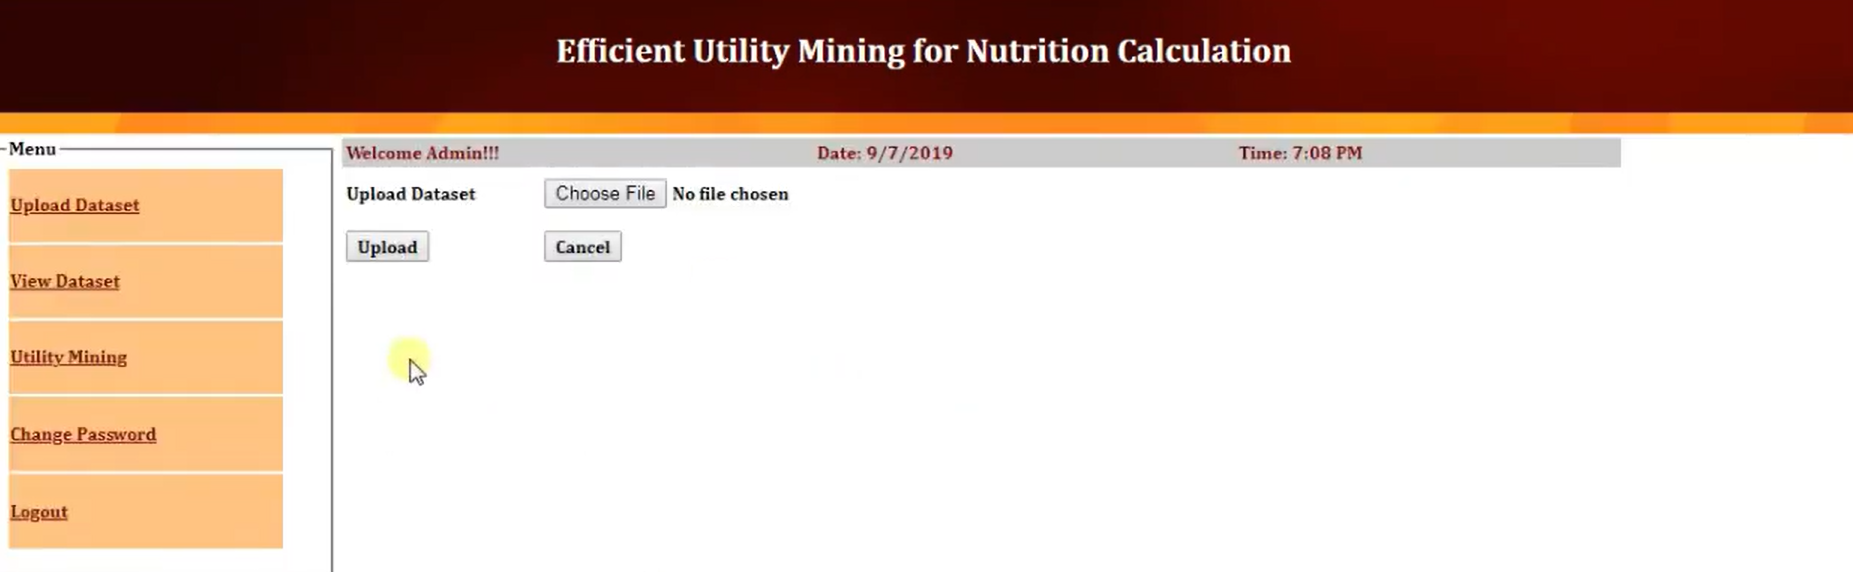 Efficient Utility Mining for Nutrition Calculation
Menu
Upload Dataset
View Dataset
Utility Mining
Change Password
Logout
Welcome Admin!!! Date: 9/7/2019 Time: 7:08 PM
Upload Dataset Choose File No file chosen
Upload Cancel